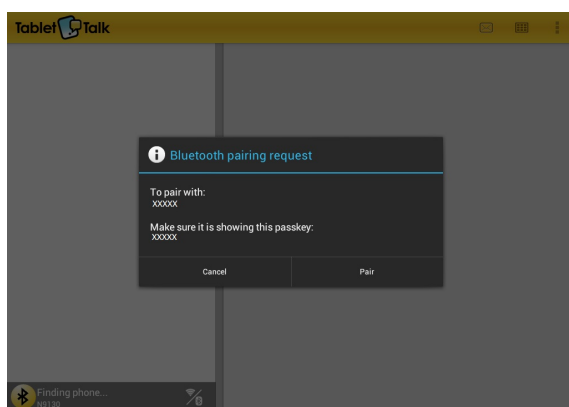 Tablet Talk
Bluetooth pairing request
To pair with:
xxxxx
Make sure it is showing this passkey:
xxxxx
Cancel Pair
Finding phone...
N9130